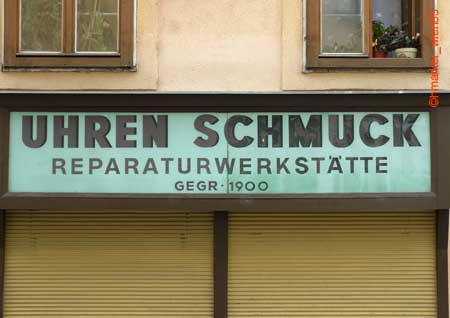 UHREN SCHMUCK
REPARATURWERKSTÄTTE
GEGR·1900